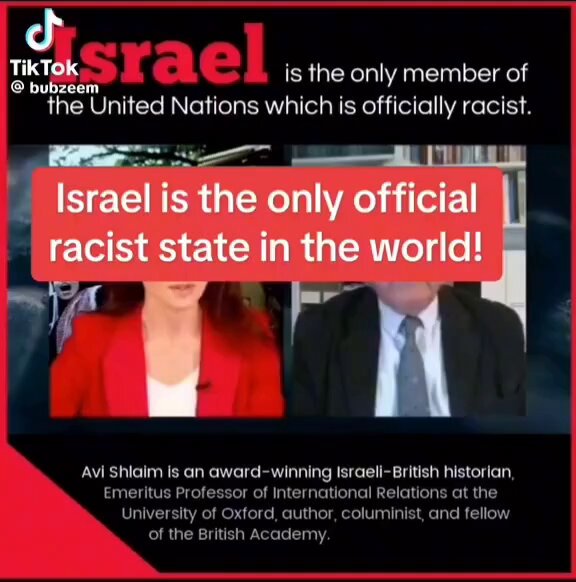 TikTok
@ bubzeem
Israel is the only member of
the United Nations which is officially racist.
Israel is the only official
racist state in the world!
Avi Shlaim is an award-winning Israeli-British historian,
Emeritus Professor of International Relations at the
University of Oxford, author, columinist, and fellow
of the British Academy.